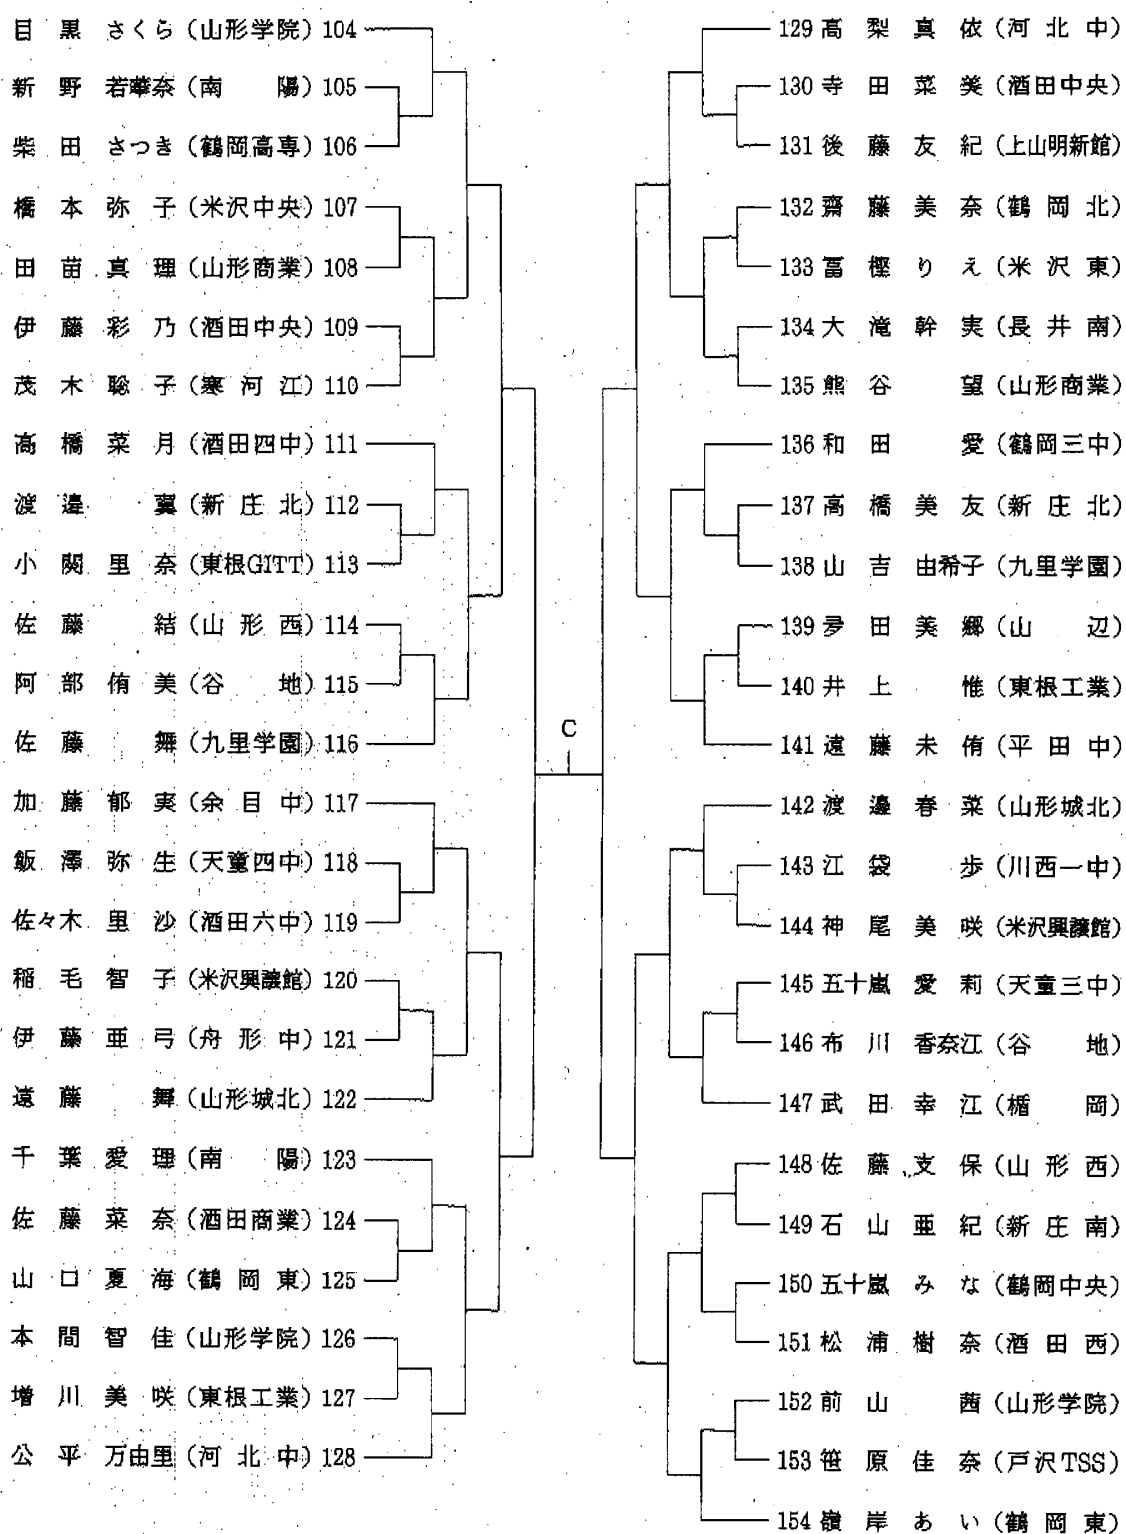 目黒さくら (山形学院) 104
新野若華奈 (南陽) 105
柴田さつき (鶴岡高専) 106
橋本弥子 (米沢中央) 107
田苗真理 (山形商業) 108
伊藤彩乃 (酒田中央) 109
茂木聡子 (寒河江) 110
高橋菜月 (酒田四中) 111
渡邉翼 (新庄北) 112
小関里奈 (東根GITT) 113
佐藤結 (山形西) 114
阿部侑美 (谷地) 115
佐藤舞 (九里学園) 116
加藤郁実 (余目中) 117
飯澤弥生 (天童四中) 118
佐々木里沙 (酒田六中) 119
稲毛智子 (米沢興譲館) 120
伊藤亜弓 (舟形中) 121
遠藤舞 (山形城北) 122
千葉愛理 (南陽) 123
佐藤菜奈 (酒田商業) 124
山口夏海 (鶴岡東) 125
本間智佳 (山形学院) 126
増川美咲 (東根工業) 127
公平万由里 (河北中) 128
C
129 高梨真依 (河北中)
130 寺田菜美 (酒田中央)
131 後藤友紀 (上山明新館)
132 齋藤美奈 (鶴岡北)
133 冨樫りえ (米沢東)
134 大滝幹実 (長井南)
135 熊谷望 (山形商業)
136 和田愛 (鶴岡三中)
137 高橋美友 (新庄北)
138 山吉由希子 (九里学園)
139 田美郷 (山辺)
140 井上惟 (東根工業)
141 遠藤未侑 (平田中)
142 渡邉春菜 (山形城北)
143 江袋歩 (川西一中)
144 神尾美咲 (米沢興譲館)
145 五十嵐愛莉 (天童三中)
146 布川香奈江 (谷地)
147 武田幸江 (楯岡)
148 佐藤支保 (山形西)
149 石山亜紀 (新庄南)
150 五十嵐みな (鶴岡中央)
151 松浦樹奈 (酒田西)
152 前山茜 (山形学院)
153 笹原佳奈 (戸沢TSS)
154 嶺岸あい (鶴岡東)